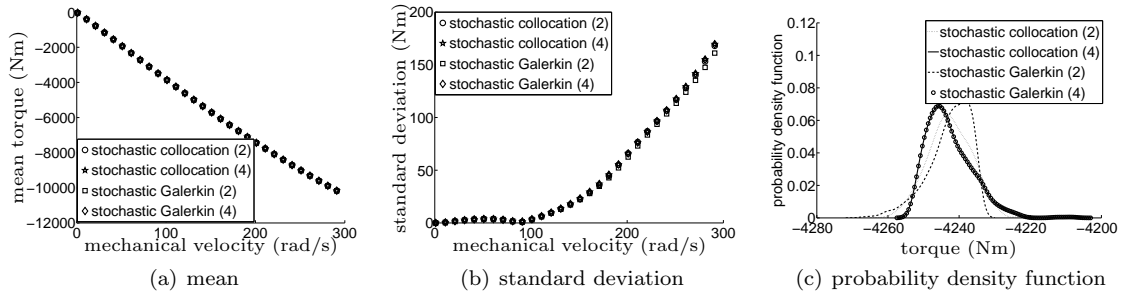 mean torque (Nm)
0
−2000
−4000
−6000
−8000
−10000
−12000
stochastic collocation (2)
stochastic collocation (4)
stochastic Galerkin (2)
stochastic Galerkin (4)
0 100 200 300
mechanical velocity (rad/s)
(a) mean
standard deviation (Nm)
200
150
100
50
0
stochastic collocation (2)
stochastic collocation (4)
stochastic Galerkin (2)
stochastic Galerkin (4)
0 100 200 300
mechanical velocity (rad/s)
(b) standard deviation
probability density function
0.12
0.1
0.08
0.06
0.04
0.02
0
stochastic collocation (2)
stochastic collocation (4)
stochastic Galerkin (2)
stochastic Galerkin (4)
−4280 −4260 −4240 −4220 −4200
torque (Nm)
(c) probability density function